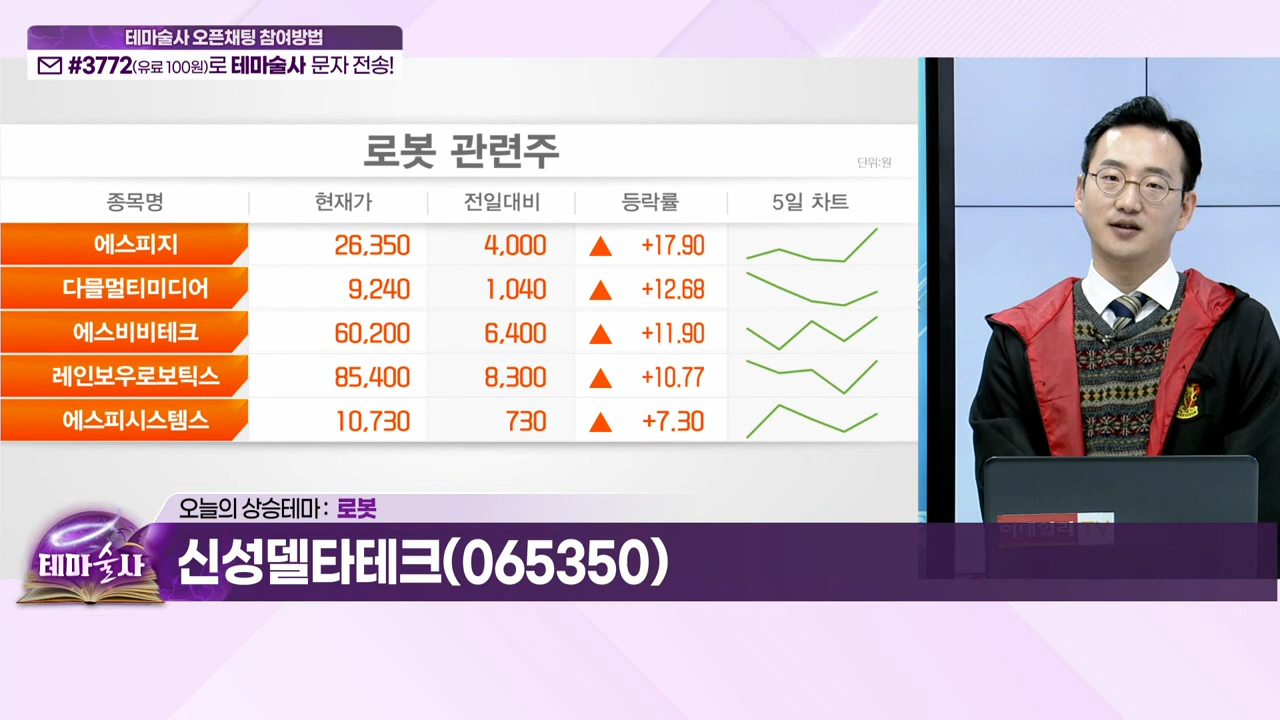 테마술사 오픈채팅 참여방법
#3772(유료 100원)로 테마술사 문자 전송!
로봇 관련주
단위:원
종목명 현재가 전일대비 등락률 5일 차트
에스피지 26,350 4,000 ▲ +17.90
다믈멀티미디어 9,240 1,040 ▲ +12.68
에스비비테크 60,200 6,400 ▲ +11.90
레인보우로보틱스 85,400 8,300 ▲ +10.77
에스피시스템스 10,730 730 ▲ +7.30
오늘의 상승테마 : 로봇
테마술사
신성델타테크(065350)